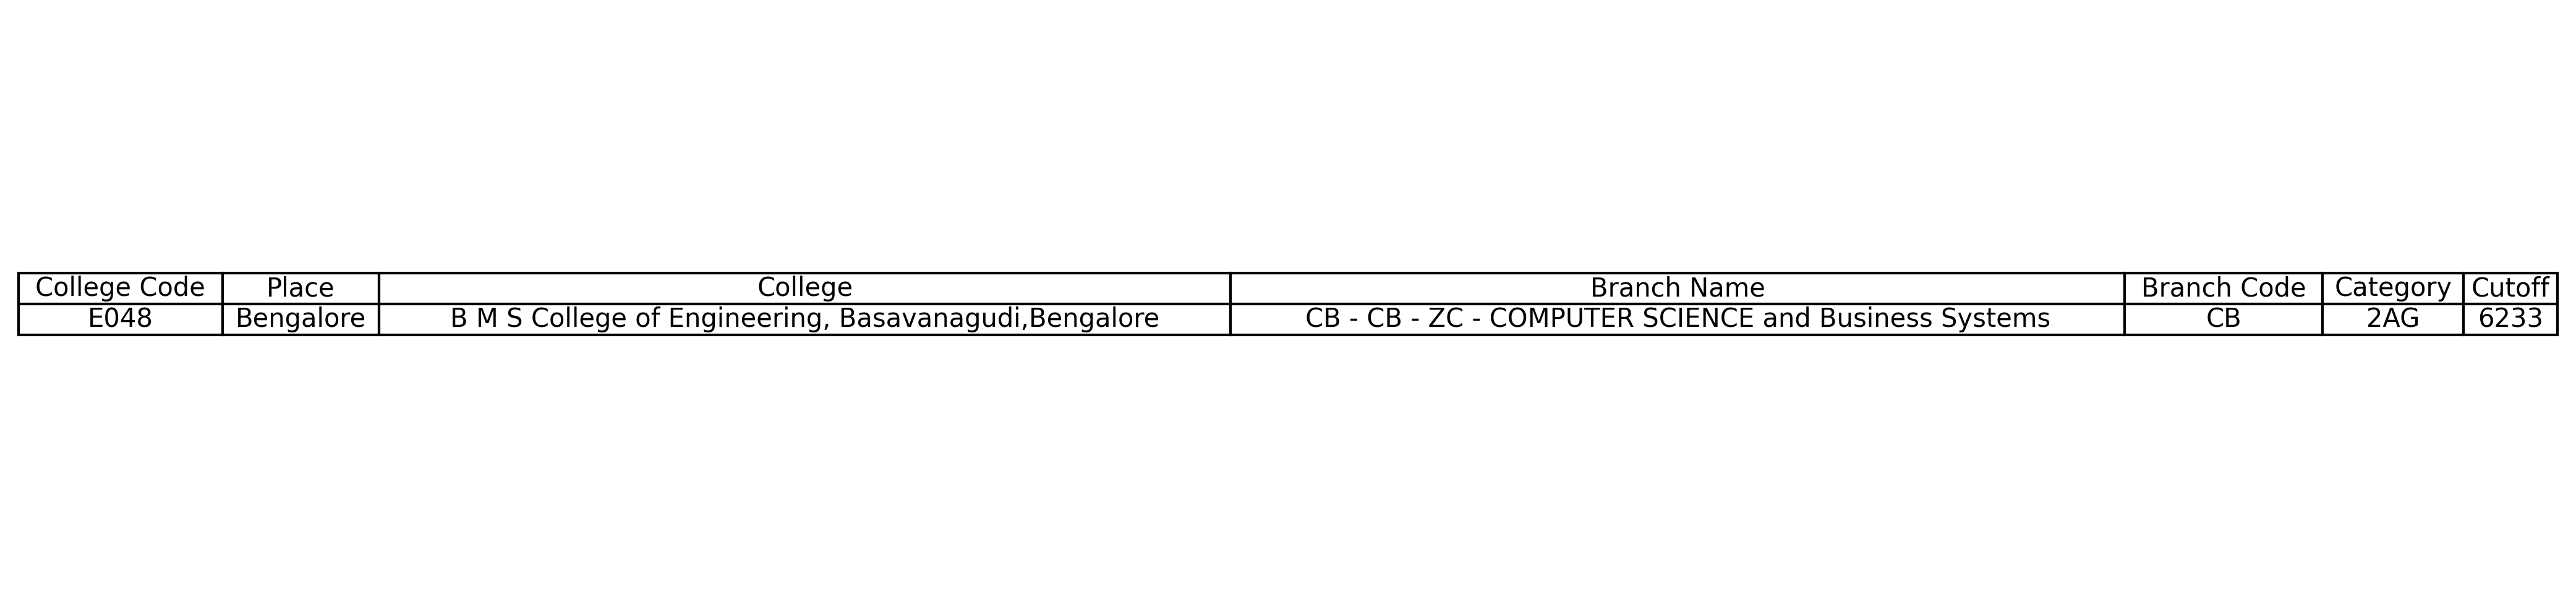 College Code Place College Branch Name Branch Code Category Cutoff
E048 Bengalore B M S College of Engineering, Basavanagudi,Bengalore CB - CB - ZC - COMPUTER SCIENCE and Business Systems CB 2AG 6233